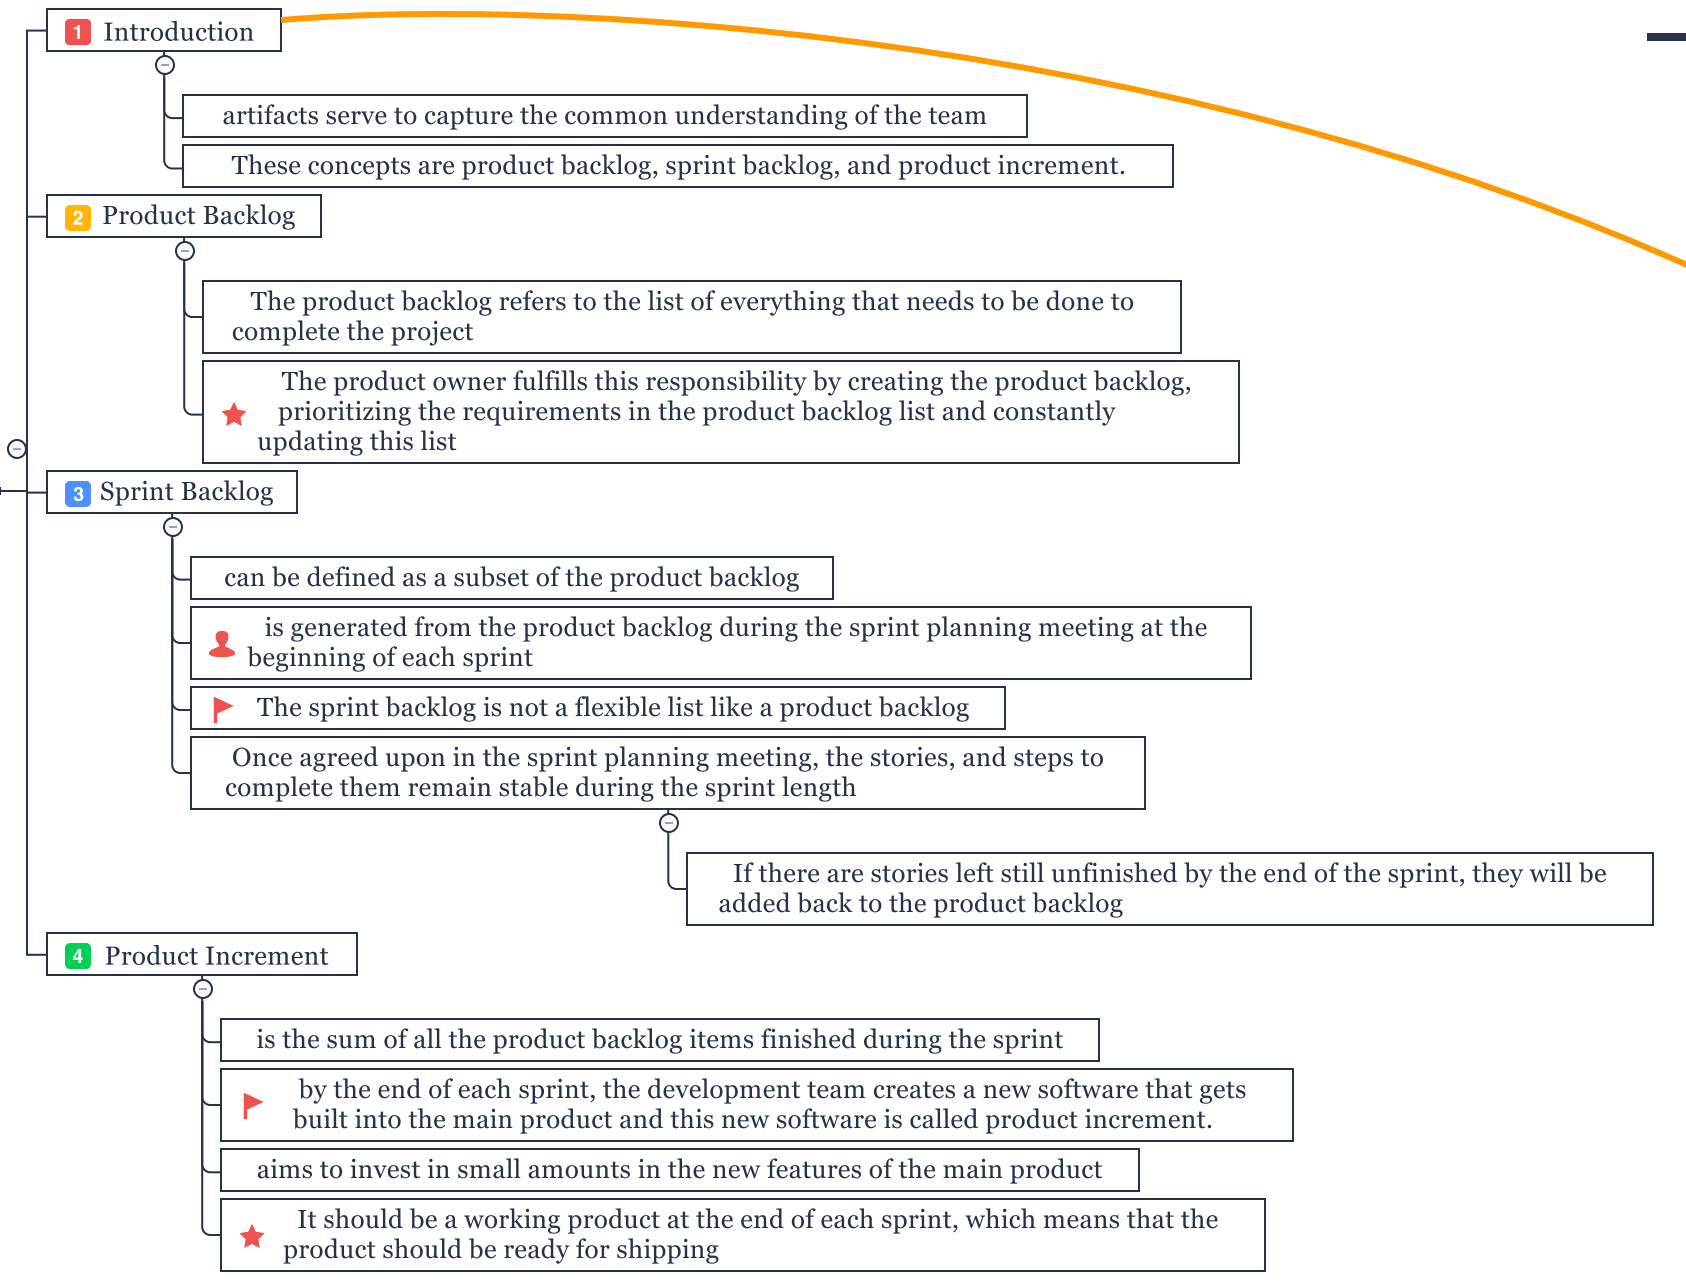 1 Introduction
artifacts serve to capture the common understanding of the team
These concepts are product backlog, sprint backlog, and product increment.
2 Product Backlog
The product backlog refers to the list of everything that needs to be done to
complete the project
The product owner fulfills this responsibility by creating the product backlog,
prioritizing the requirements in the product backlog list and constantly
updating this list
3 Sprint Backlog
can be defined as a subset of the product backlog
is generated from the product backlog during the sprint planning meeting at the
beginning of each sprint
The sprint backlog is not a flexible list like a product backlog
Once agreed upon in the sprint planning meeting, the stories, and steps to
complete them remain stable during the sprint length
If there are stories left still unfinished by the end of the sprint, they will be
added back to the product backlog
4 Product Increment
is the sum of all the product backlog items finished during the sprint
by the end of each sprint, the development team creates a new software that gets
built into the main product and this new software is called product increment.
aims to invest in small amounts in the new features of the main product
It should be a working product at the end of each sprint, which means that the
product should be ready for shipping